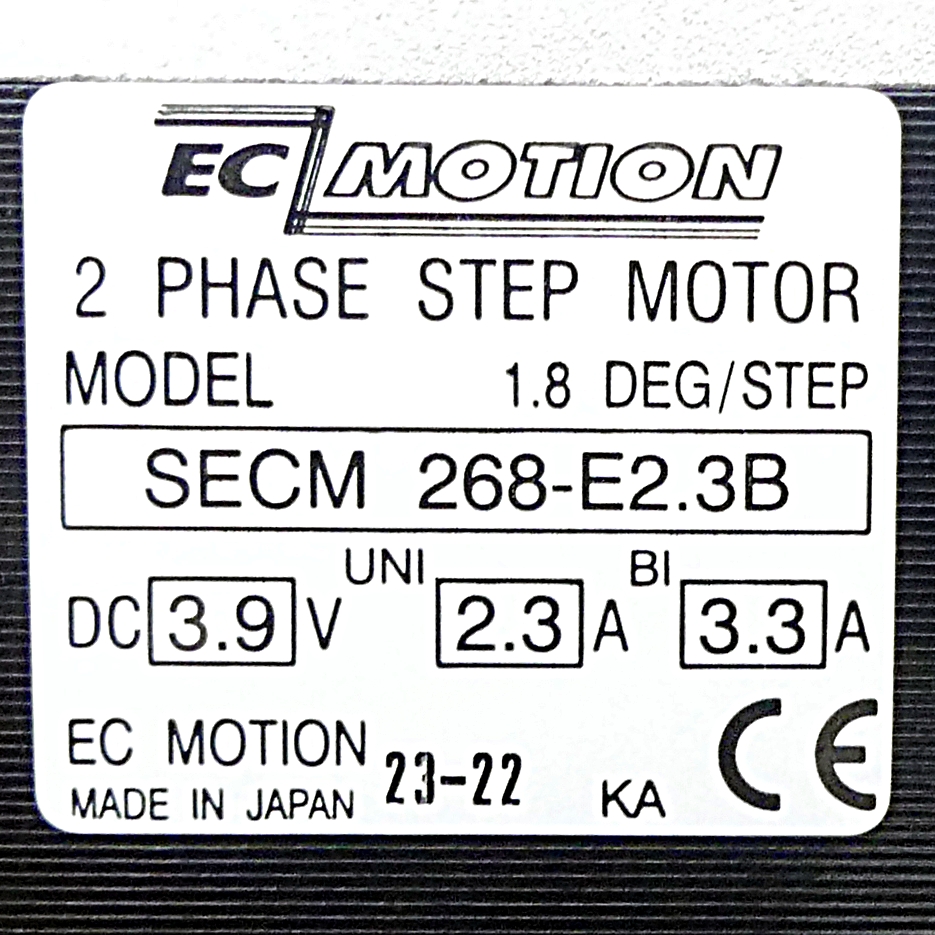 EC MOTION
2 PHASE STEP MOTOR
MODEL 1.8 DEG/STEP
SECM 268-E2.3B
UNI BI
DC 3.9 V 2.3 A 3.3 A
EC MOTION 23-22
MADE IN JAPAN KA CE